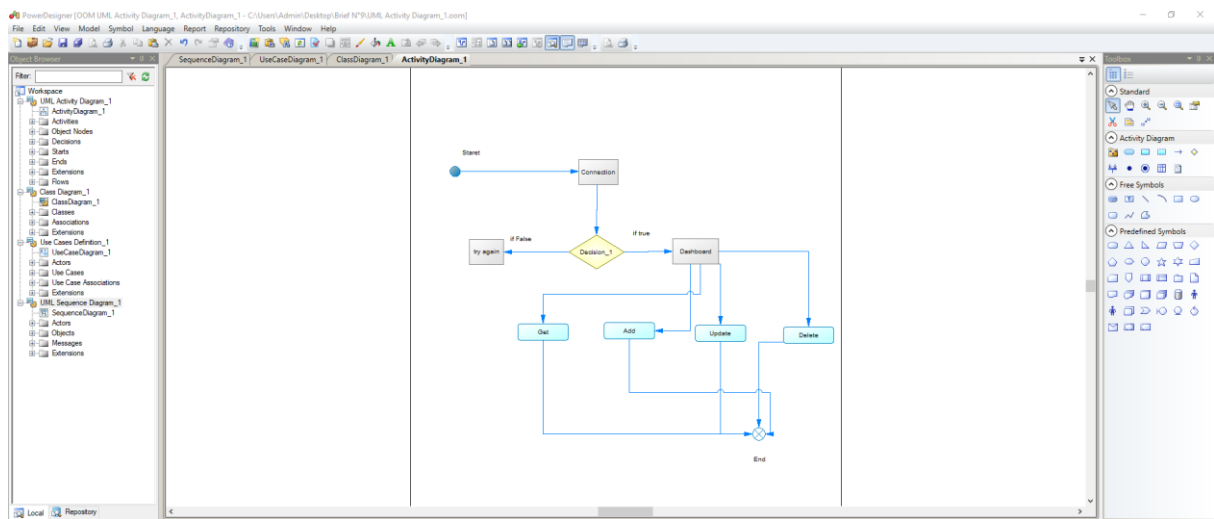 PowerDesigner [OOM UML Activity Diagram_1, ActivityDiagram_1 - C:\Users\Admin\Desktop\Brief N°9\UML Activity Diagram_1.oom]
File Edit View Model Symbol Language Report Repository Tools Window Help
Object Browser
SequenceDiagram_1 UseCaseDiagram_1 ClassDiagram_1 ActivityDiagram_1
Toolbox
Filter:
Workspace
UML Activity Diagram_1
ActivityDiagram_1
Activities
Object Nodes
Decisions
Starts
Ends
Extensions
Flows
Class Diagram_1
ClassDiagram_1
Classes
Associations
Extensions
Use Cases Definition_1
UseCaseDiagram_1
Actors
Use Cases
Use Case Associations
Extensions
UML Sequence Diagram_1
SequenceDiagram_1
Actors
Objects
Messages
Extensions
Local Repository
Staret
Connection
if False
if true
try again
Decision_1
Dashboard
Get
Add
Update
Delete
End
Standard
Activity Diagram
Free Symbols
Predefined Symbols